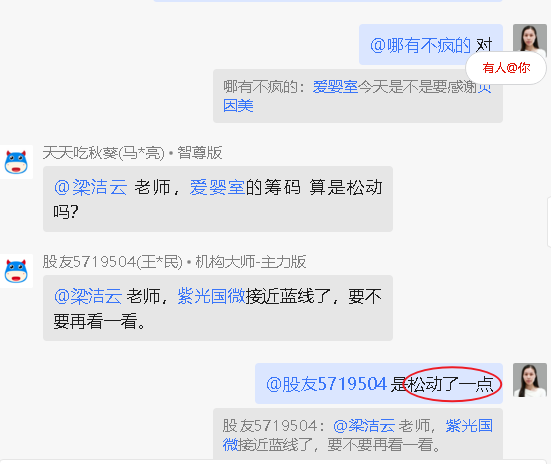 @哪有不疯的 对
有人@你
哪有不疯的：爱婴室今天是不是要感谢贝
因美
天天吃秋葵(马*亮) • 智尊版
@梁洁云 老师，爱婴室的筹码 算是松动
吗？
股友5719504(王*民) • 机构大师-主力版
@梁洁云 老师，紫光国微接近蓝线了，要不
要再看一看。
@股友5719504 是松动了一点
股友5719504：@梁洁云 老师，紫光国
微接近蓝线了，要不要再看一看。